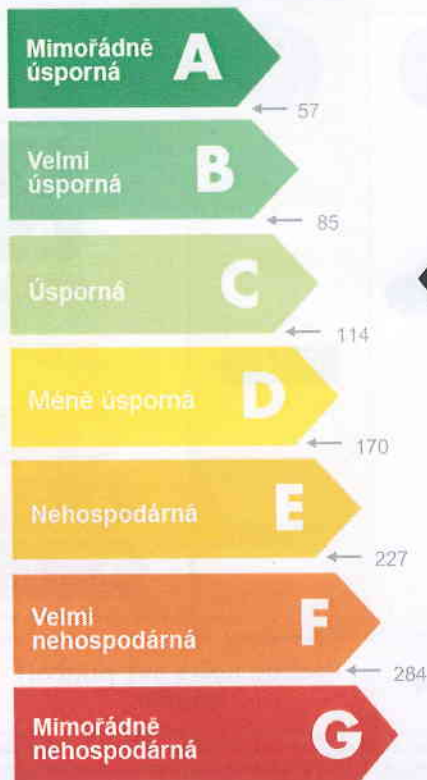 Mimořádně
úsporná
A
57
Velmi
úsporná
B
85
Úsporná
C
114
Méně úsporná
D
170
Nehospodárná
E
227
Velmi
nehospodárná
F
284
Mimořádně
nehospodárná
G